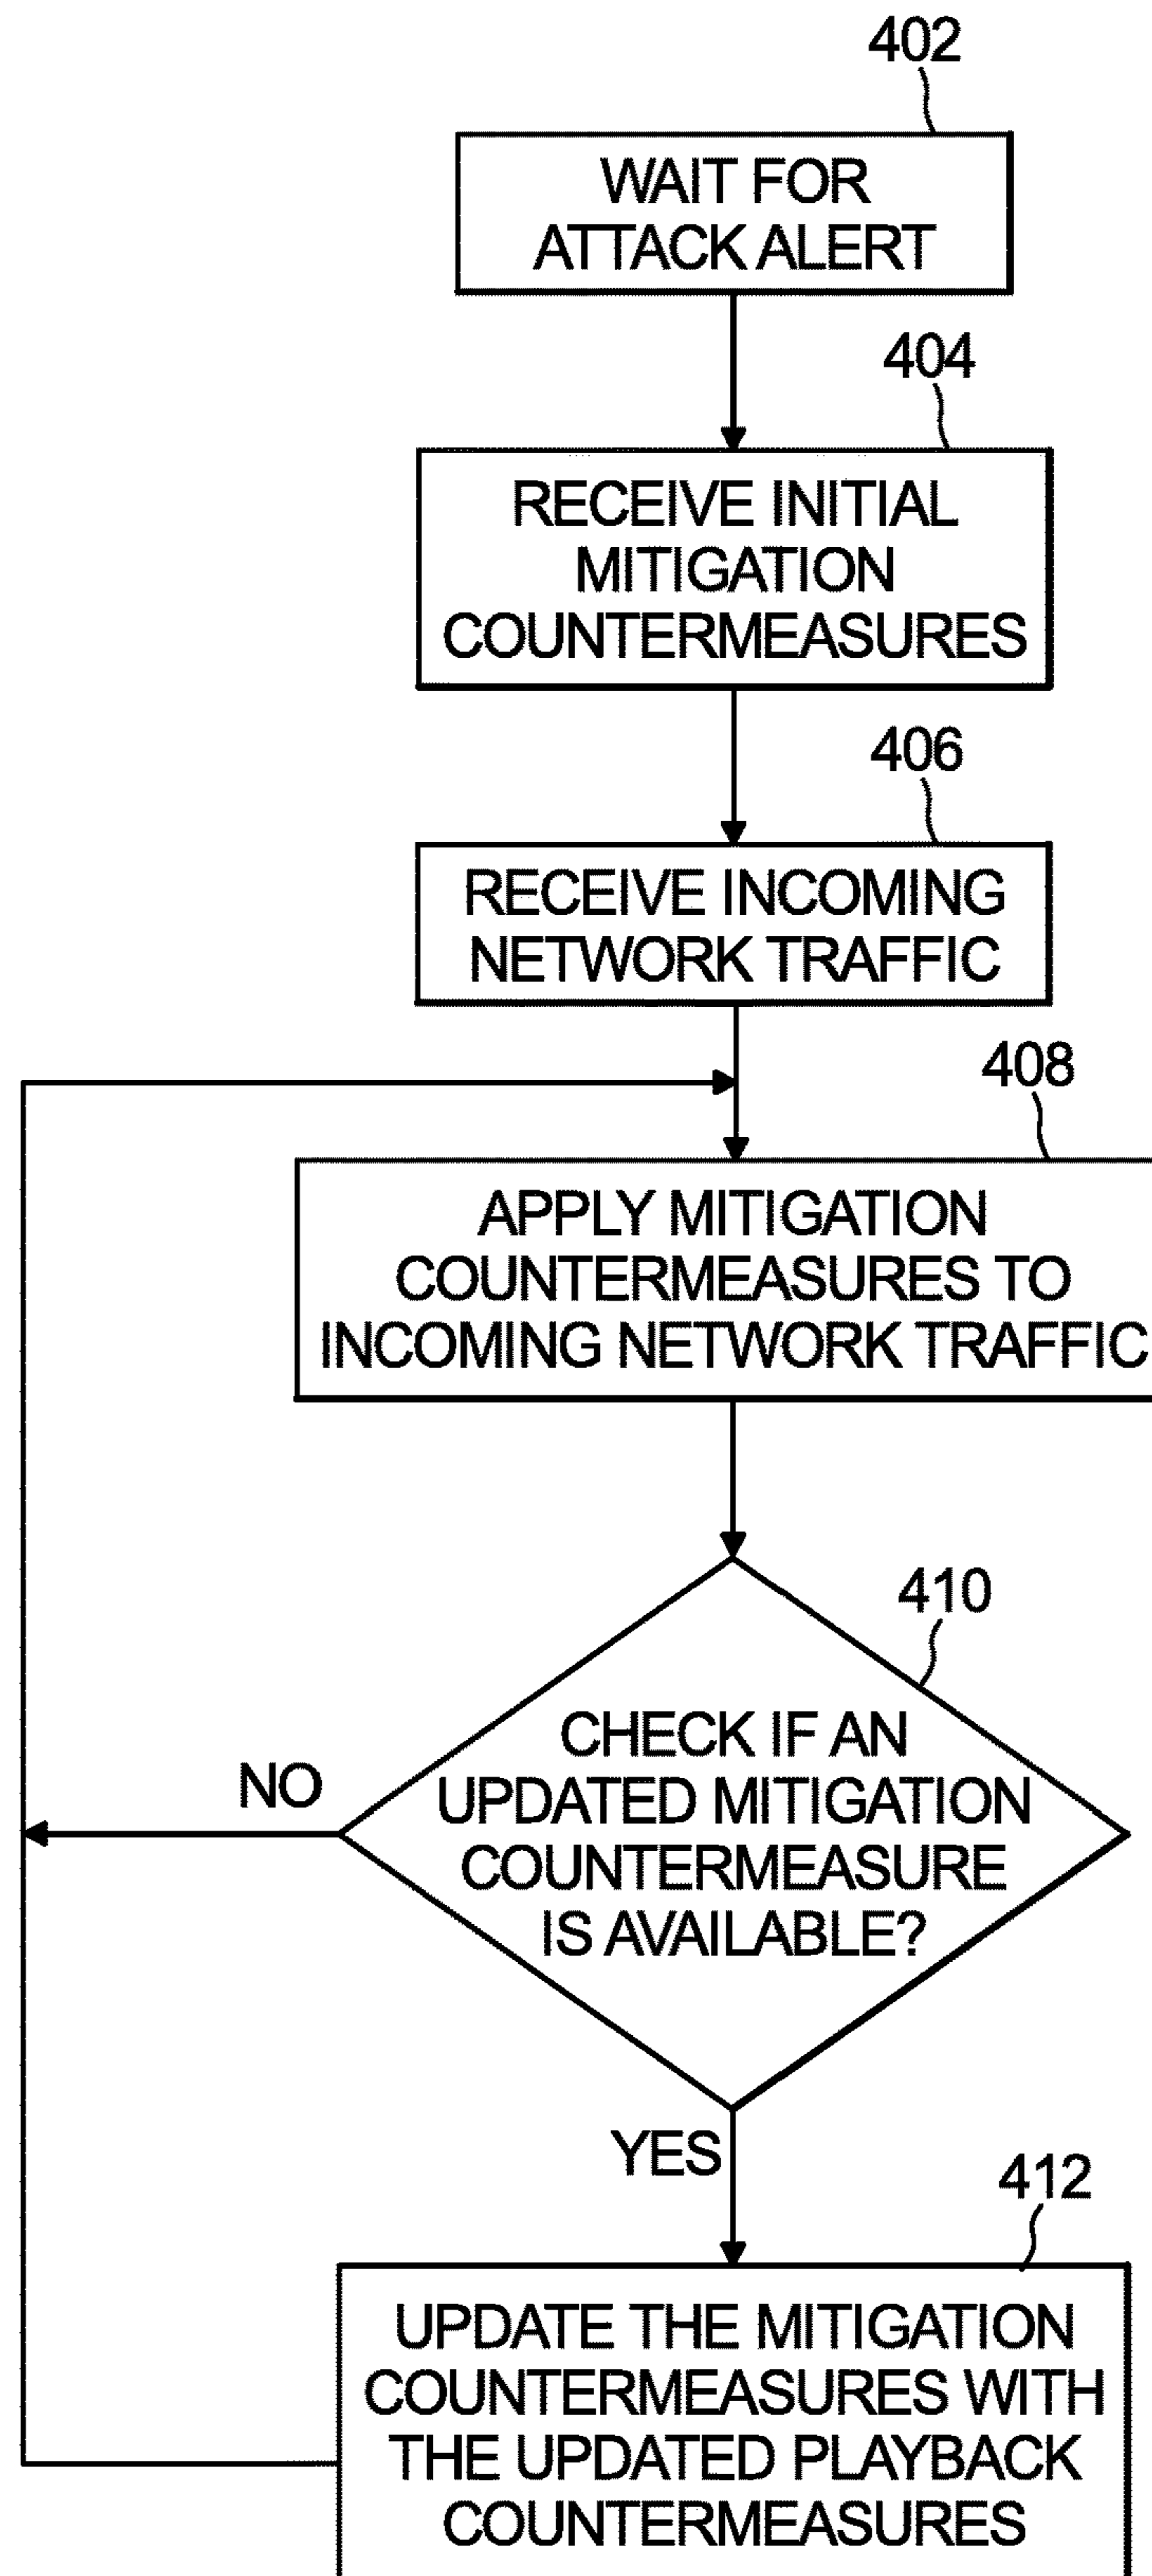 402
WAIT FOR
ATTACK ALERT
404
RECEIVE INITIAL
MITIGATION
COUNTERMEASURES
406
RECEIVE INCOMING
NETWORK TRAFFIC
408
APPLY MITIGATION
COUNTERMEASURES TO
INCOMING NETWORK TRAFFIC
410
CHECK IF AN
UPDATED MITIGATION
COUNTERMEASURE
IS AVAILABLE?
NO
YES
412
UPDATE THE MITIGATION
COUNTERMEASURES WITH
THE UPDATED PLAYBACK
COUNTERMEASURES